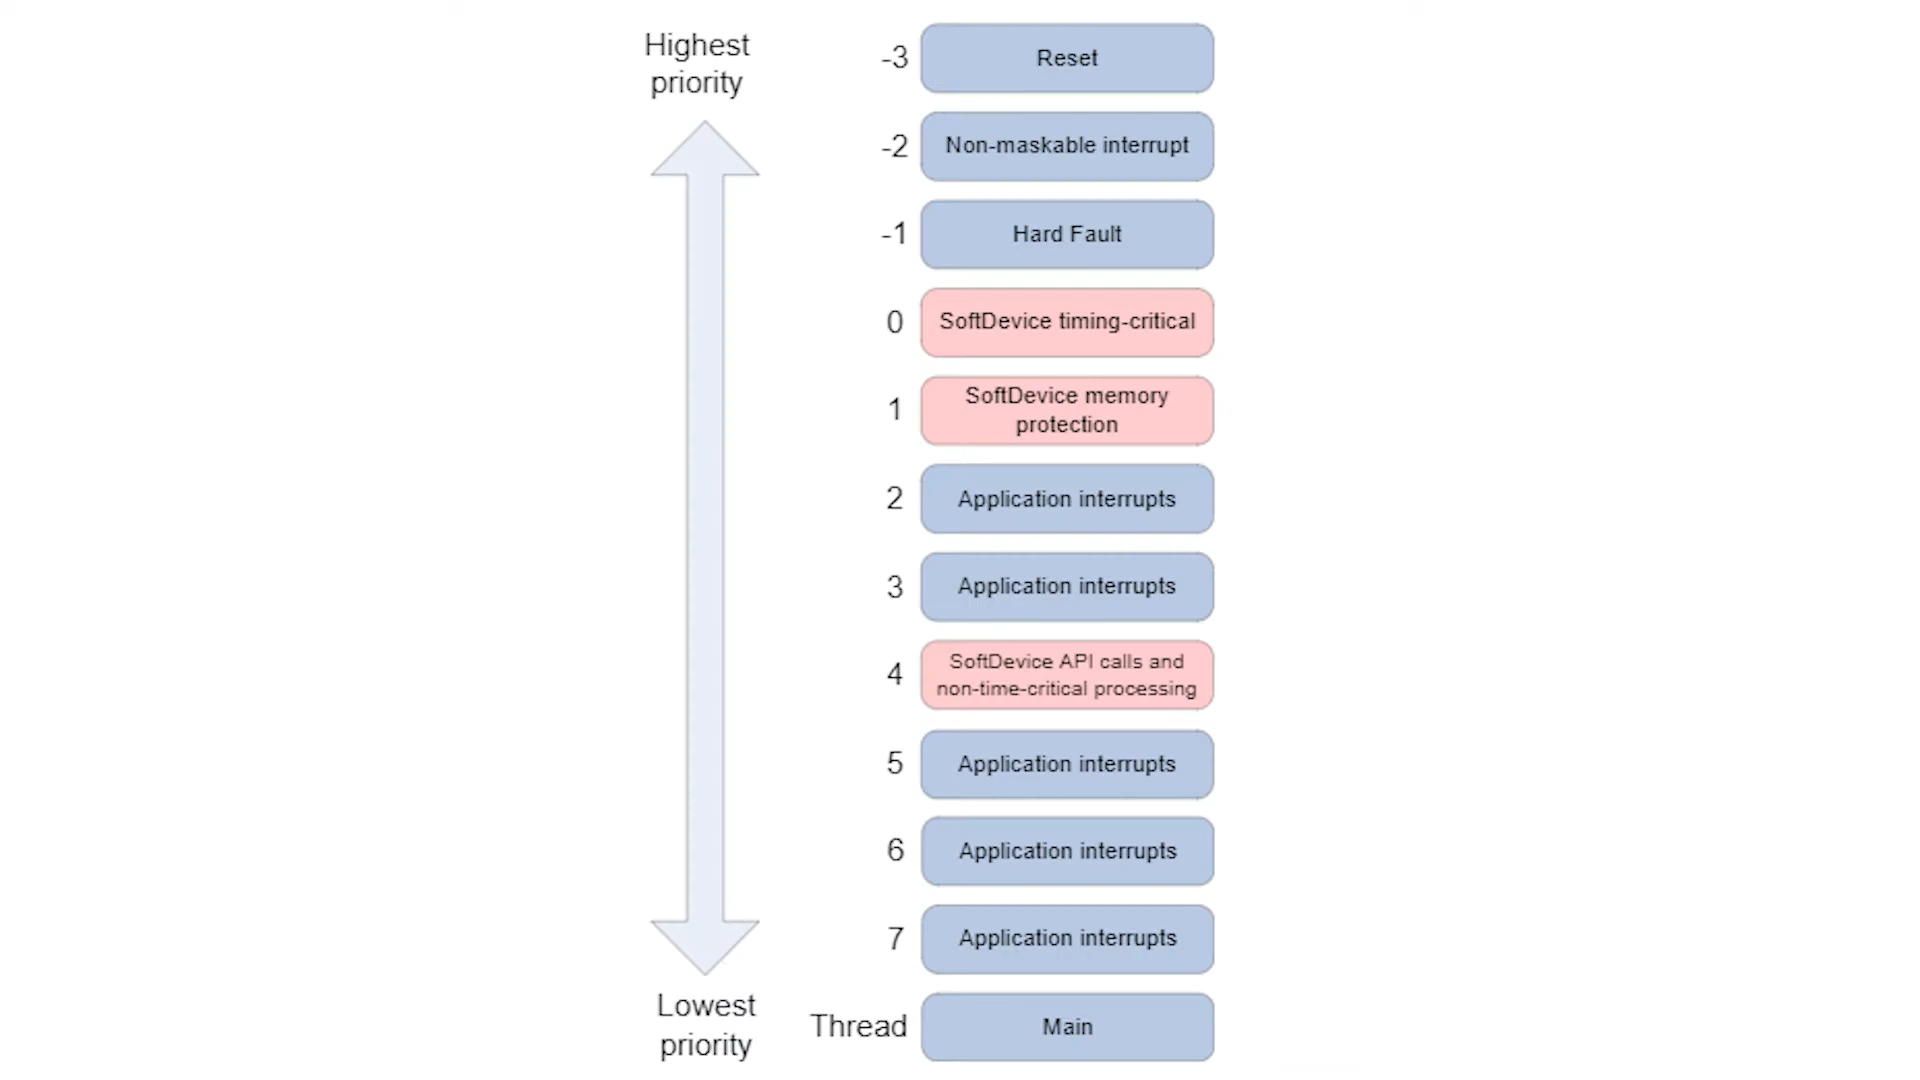 Highest
priority
-3
Reset
-2
Non-maskable interrupt
-1
Hard Fault
0
SoftDevice timing-critical
1
SoftDevice memory
protection
2
Application interrupts
3
Application interrupts
4
SoftDevice API calls and
non-time-critical processing
5
Application interrupts
6
Application interrupts
7
Application interrupts
Lowest
priority
Thread
Main